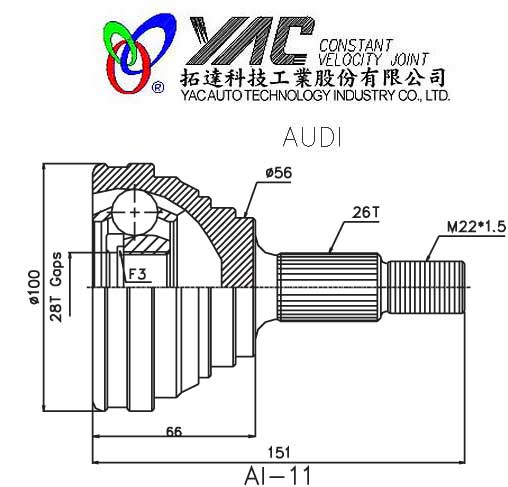 YAC CONSTANT
VELOCITY JOINT
®
拓達科技工業股份有限公司
YAC AUTO TECHNOLOGY INDUSTRY CO., LTD.
AUDI
ø56
26T
M22*1.5
F3
ø100
28T Gaps
66
151
AI-11